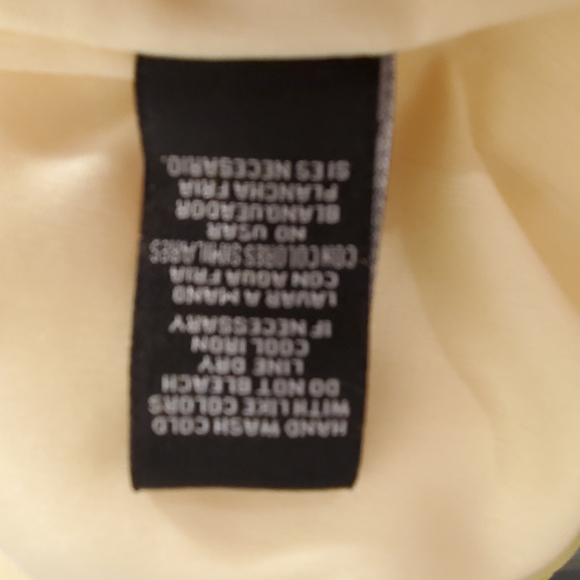 HAND WASH COLD
WITH LIKE COLORS
DO NOT BLEACH
LINE DRY
COOL IRON
IF NECESSARY
LAVAR A MANO
CON AGUA FRIA
CON COLORES SIMILARES
NO USAR
BLANQUEADOR
PLANCHA FRIA
SI ES NECESARIO.